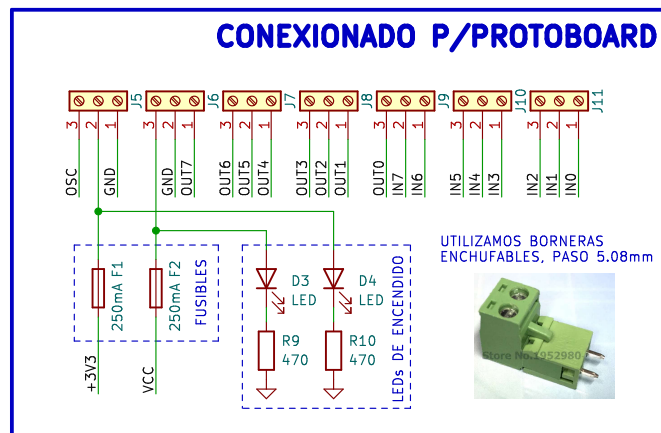 CONEXIONADO P/PROTOBOARD
J5
J6
J7
J8
J9
J10
J11
3 2 1
3 2 1
3 2 1
3 2 1
3 2 1
3 2 1
3 2 1
OSC
GND
GND
OUT7
OUT6
OUT5
OUT4
OUT3
OUT2
OUT1
OUT0
IN7
IN6
IN5
IN4
IN3
IN2
IN1
IN0
UTILIZAMOS BORNERAS
ENCHUFABLES, PASO 5.08mm
250mA F1
250mA F2
FUSIBLES
D3
LED
D4
LED
R9
470
R10
470
LEDs DE ENCENDIDO
+3V3
VCC
Store No.1952980